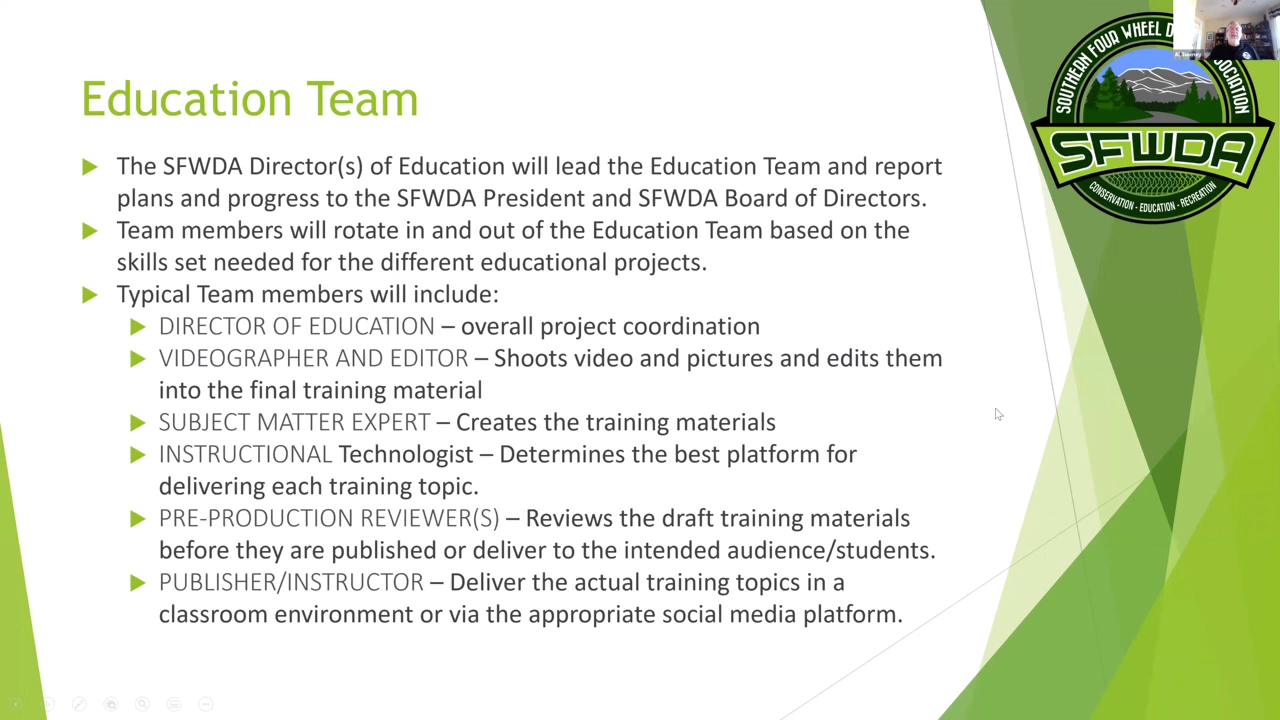 Education Team
The SFWDA Director(s) of Education will lead the Education Team and report
plans and progress to the SFWDA President and SFWDA Board of Directors.
Team members will rotate in and out of the Education Team based on the
skills set needed for the different educational projects.
Typical Team members will include:
DIRECTOR OF EDUCATION – overall project coordination
VIDEOGRAPHER AND EDITOR – Shoots video and pictures and edits them
into the final training material
SUBJECT MATTER EXPERT – Creates the training materials
INSTRUCTIONAL Technologist – Determines the best platform for
delivering each training topic.
PRE-PRODUCTION REVIEWER(S) – Reviews the draft training materials
before they are published or deliver to the intended audience/students.
PUBLISHER/INSTRUCTOR – Deliver the actual training topics in a
classroom environment or via the appropriate social media platform.
SOUTHERN FOUR WHEEL
SFWDA
CONSERVATION - EDUCATION - RECREATION